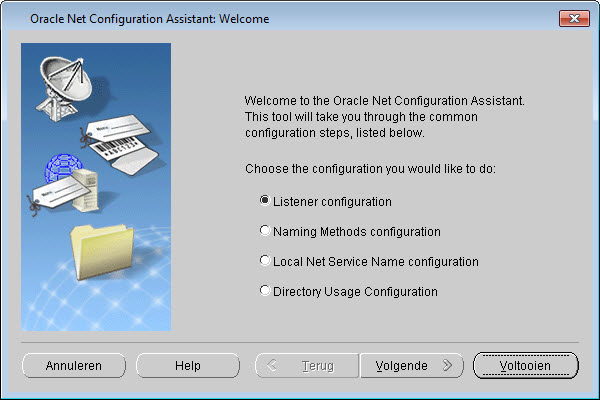 Oracle Net Configuration Assistant: Welcome
Welcome to the Oracle Net Configuration Assistant.
This tool will take you through the common
configuration steps, listed below.
Choose the configuration you would like to do:
Listener configuration
Naming Methods configuration
Local Net Service Name configuration
Directory Usage Configuration
Annuleren
Help
Terug
Volgende
Voltooien